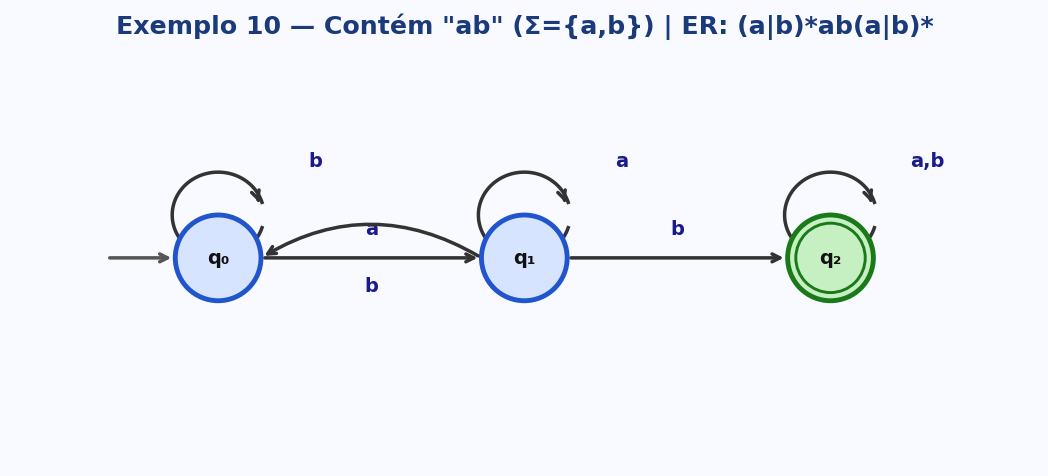 Exemplo 10 — Contém "ab" (Σ={a,b}) | ER: (a|b)*ab(a|b)*
b
a
a,b
a
b
q₀
q₁
q₂
b